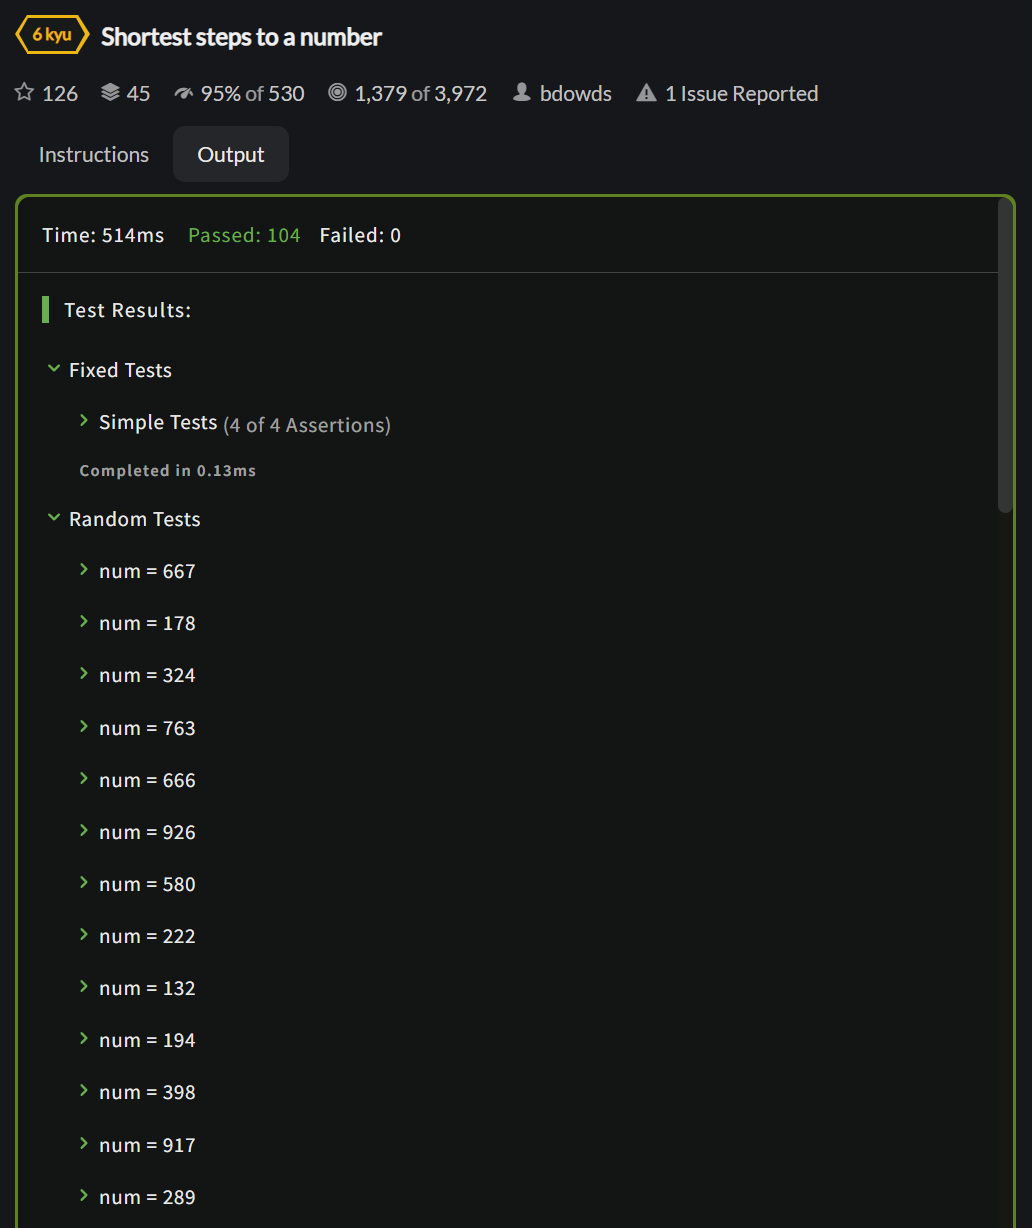 6 kyu Shortest steps to a number
126 45 95% of 530 1,379 of 3,972 bdowds 1 Issue Reported
Instructions Output
Time: 514ms Passed: 104 Failed: 0
Test Results:
Fixed Tests
Simple Tests (4 of 4 Assertions)
Completed in 0.13ms
Random Tests
num = 667
num = 178
num = 324
num = 763
num = 666
num = 926
num = 580
num = 222
num = 132
num = 194
num = 398
num = 917
num = 289